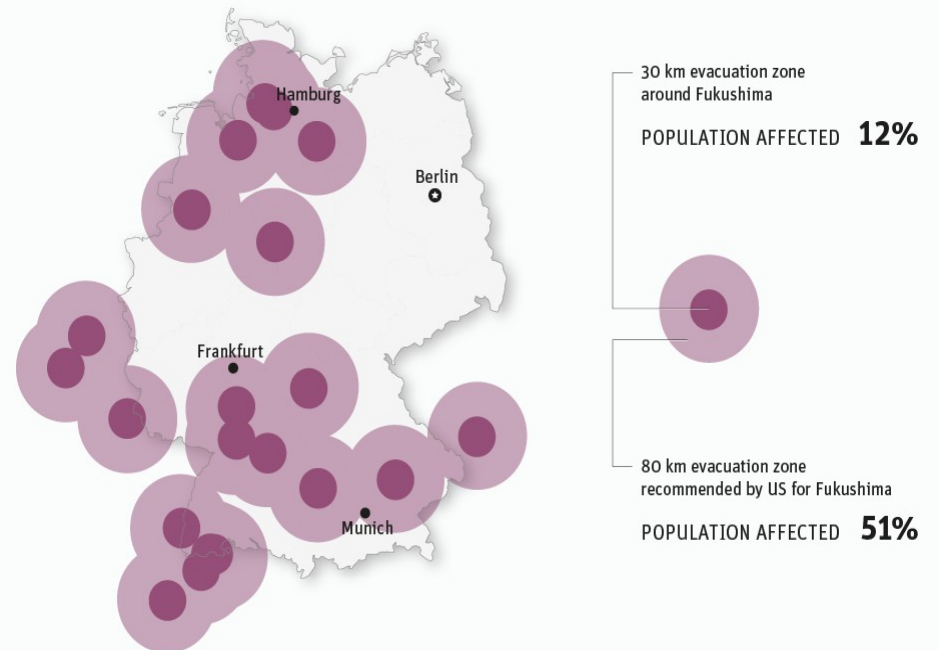 Hamburg
Berlin
Frankfurt
Munich
30 km evacuation zone
around Fukushima
POPULATION AFFECTED 12%
80 km evacuation zone
recommended by US for Fukushima
POPULATION AFFECTED 51%